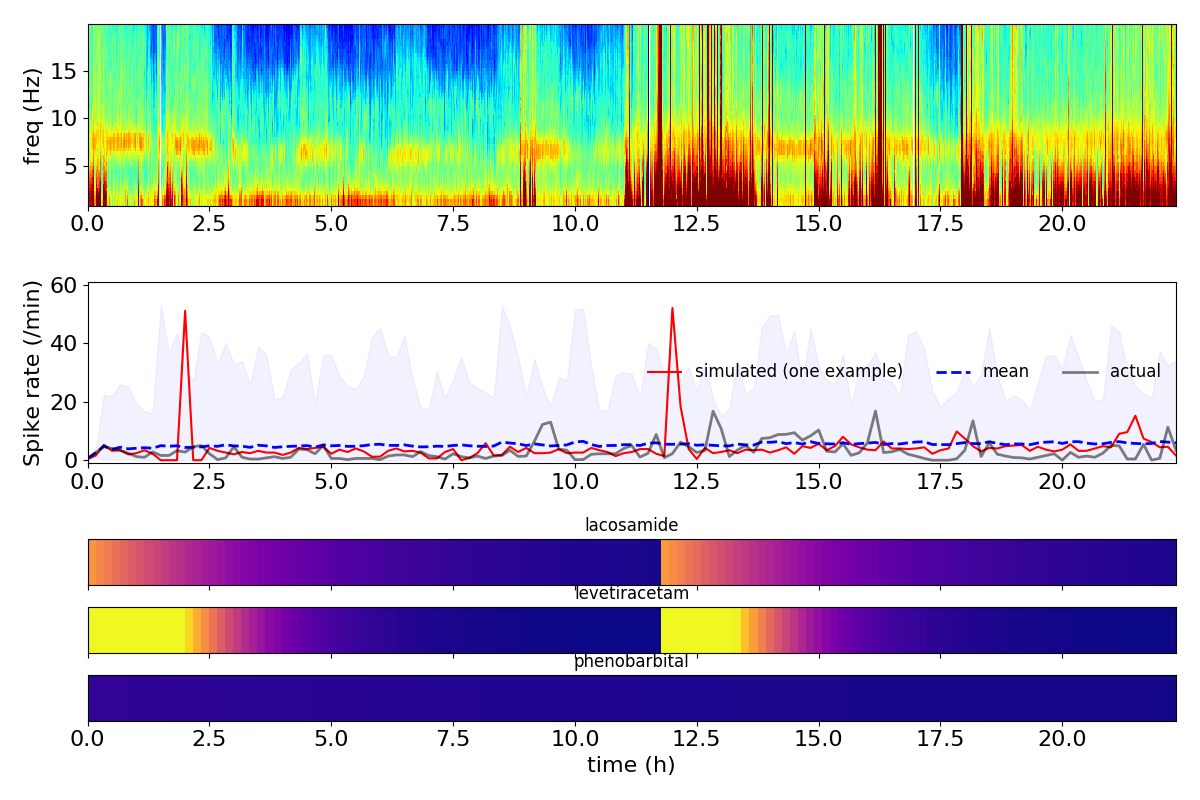 freq (Hz)
15
10
5
0.0 2.5 5.0 7.5 10.0 12.5 15.0 17.5 20.0
Spike rate (/min)
60
40
20
0
simulated (one example) mean actual
0.0 2.5 5.0 7.5 10.0 12.5 15.0 17.5 20.0
lacosamide
levetiracetam
phenobarbital
0.0 2.5 5.0 7.5 10.0 12.5 15.0 17.5 20.0
time (h)